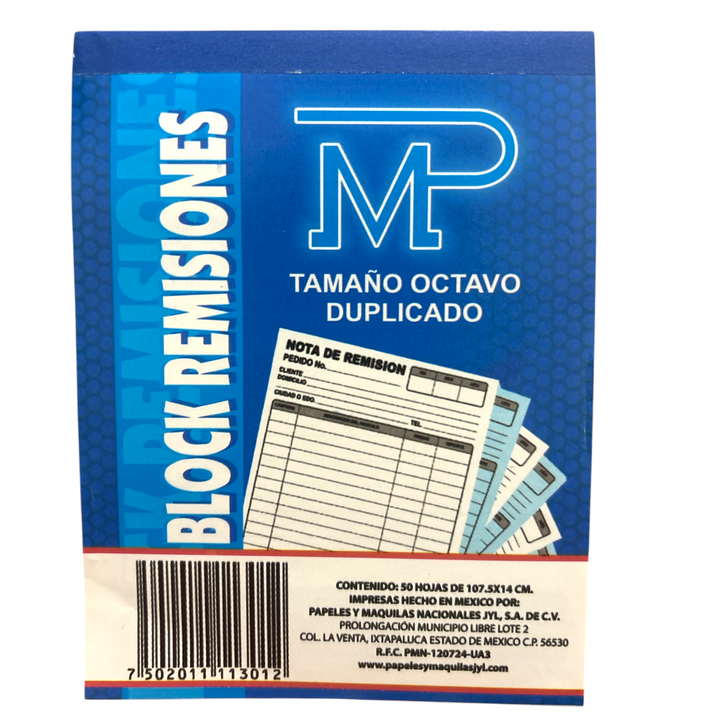 BLOCK REMISIONES
MP
TAMAÑO OCTAVO
DUPLICADO
NOTA DE REMISION
PEDIDO No.
CLIENTE
DOMICILIO
CIUDAD O EDO.
TEL.
CONTENIDO: 50 HOJAS DE 107.5X14 CM.
IMPRESAS HECHO EN MEXICO POR:
PAPELES Y MAQUILAS NACIONALES JYL, S.A. DE C.V.
PROLONGACIÓN MUNICIPIO LIBRE LOTE 2
COL. LA VENTA, IXTAPALUCA ESTADO DE MEXICO C.P. 56530
R.F.C. PMN-120724-UA3
www.papelesymaquilasjyl.com
7 502011 113012